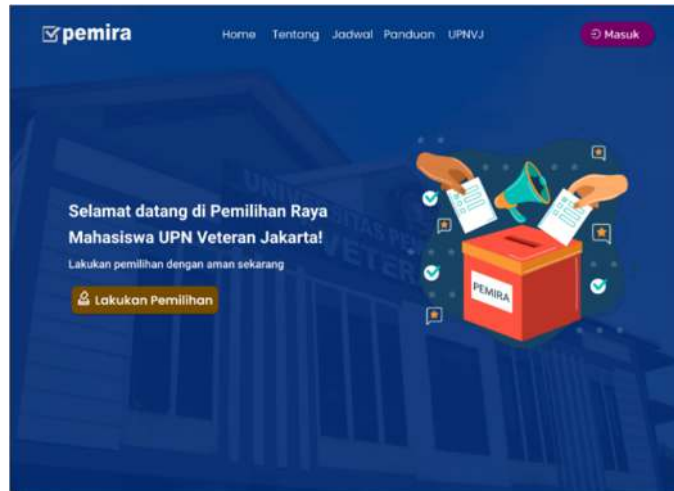 pemira
Home Tentang Jadwal Panduan UPNVJ
Masuk
Selamat datang di Pemilihan Raya
Mahasiswa UPN Veteran Jakarta!
Lakukan pemilihan dengan aman sekarang
Lakukan Pemilihan
PEMIRA